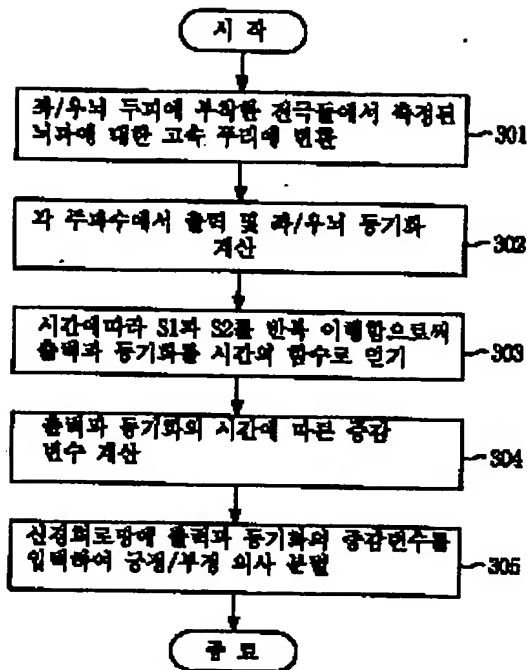 시 작
좌/우뇌 두피에 부착한 전극들에서 측정된
뇌파에 대한 고속 푸리에 변환
301
각 주파수에서 출력 및 좌/우뇌 동기화
계산
302
시간에따라 S1과 S2를 반복 이행함으로써
출력과 동기화를 시간의 함수로 얻기
303
출력과 동기화의 시간에 따른 증감
변수 계산
304
신경회로망에 출력과 동기화의 증감변수를
입력하여 긍정/부정 의사 분별
305
종 료